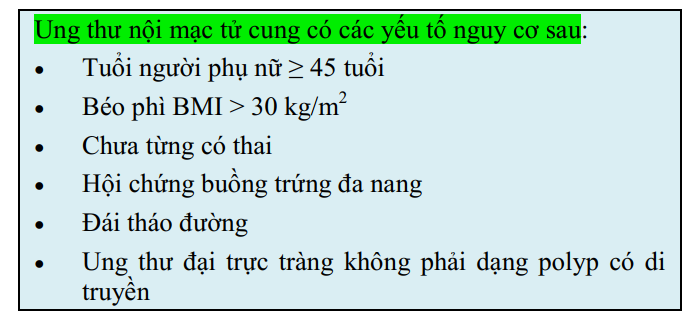 Ung thư nội mạc tử cung có các yếu tố nguy cơ sau:
• Tuổi người phụ nữ ≥ 45 tuổi
• Béo phì BMI > 30 kg/m²
• Chưa từng có thai
• Hội chứng buồng trứng đa nang
• Đái tháo đường
• Ung thư đại trực tràng không phải dạng polyp có di
truyền